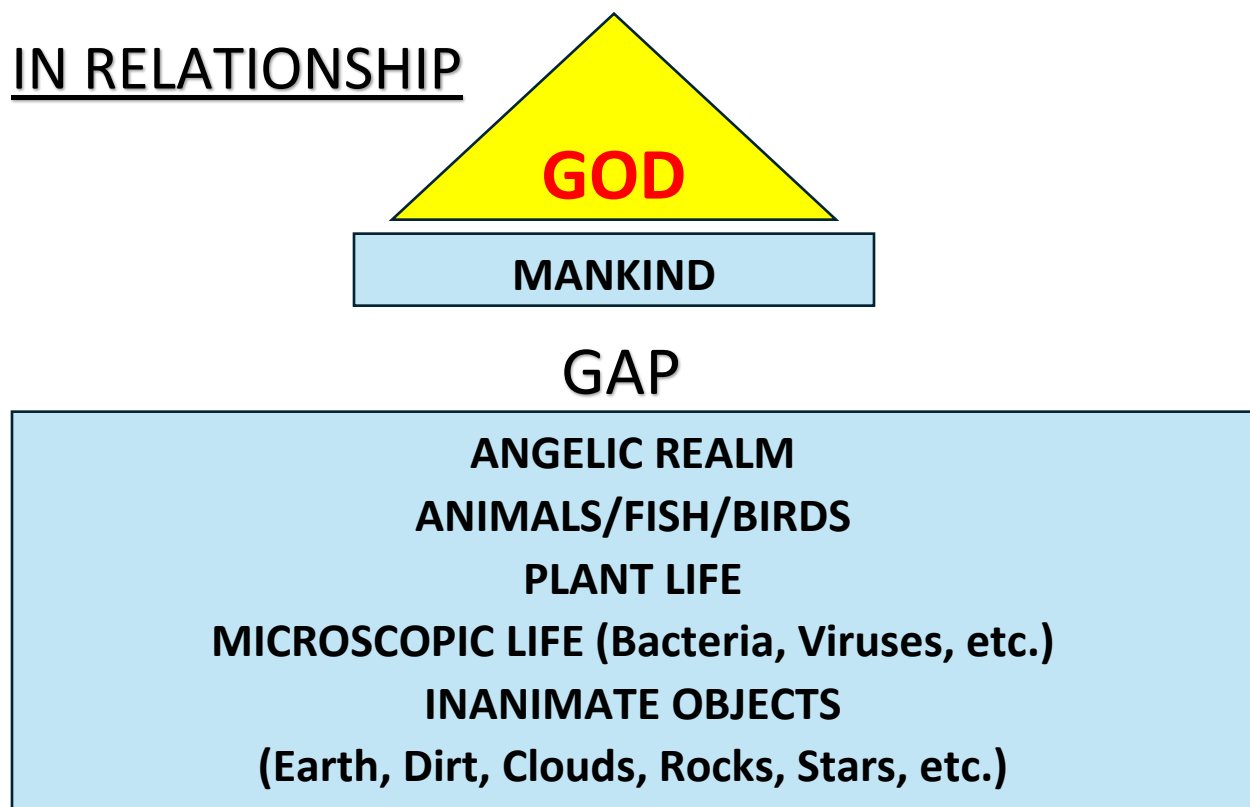 IN RELATIONSHIP
GOD
MANKIND
GAP
ANGELIC REALM
ANIMALS/FISH/BIRDS
PLANT LIFE
MICROSCOPIC LIFE (Bacteria, Viruses, etc.)
INANIMATE OBJECTS
(Earth, Dirt, Clouds, Rocks, Stars, etc.)